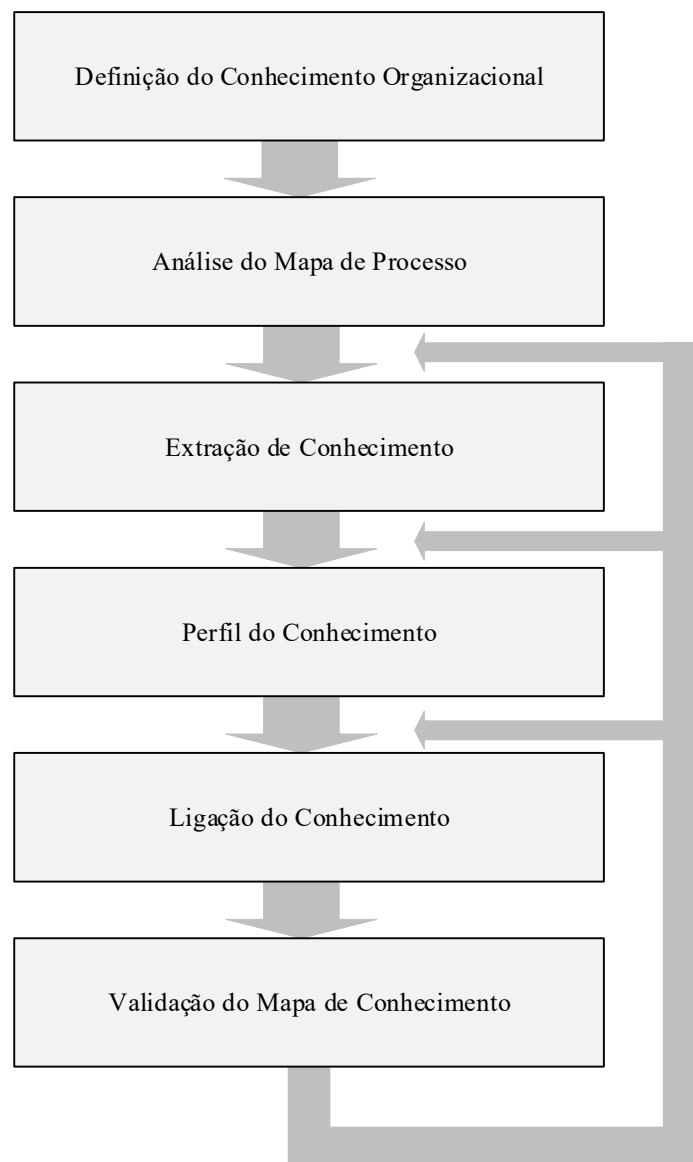 Definição do Conhecimento Organizacional
Análise do Mapa de Processo
Extração de Conhecimento
Perfil do Conhecimento
Ligação do Conhecimento
Validação do Mapa de Conhecimento